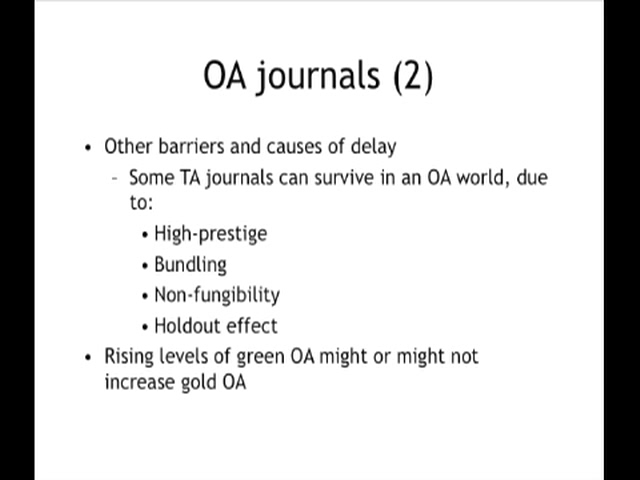 OA journals (2)
• Other barriers and causes of delay
- Some TA journals can survive in an OA world, due
to:
• High-prestige
• Bundling
• Non-fungibility
• Holdout effect
• Rising levels of green OA might or might not
increase gold OA